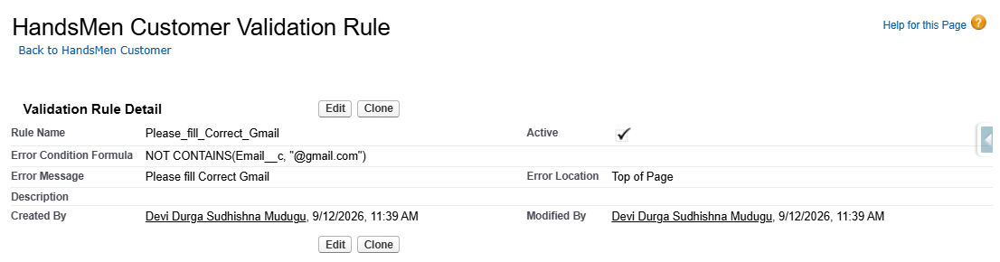 HandsMen Customer Validation Rule
Help for this Page ?
Back to HandsMen Customer
Validation Rule Detail Edit Clone
Rule Name Please_fill_Correct_Gmail Active
Error Condition Formula NOT CONTAINS(Email__c, "@gmail.com")
Error Message Please fill Correct Gmail Error Location Top of Page
Description
Created By Devi Durga Sudhishna Mudugu, 9/12/2026, 11:39 AM Modified By Devi Durga Sudhishna Mudugu, 9/12/2026, 11:39 AM
Edit Clone